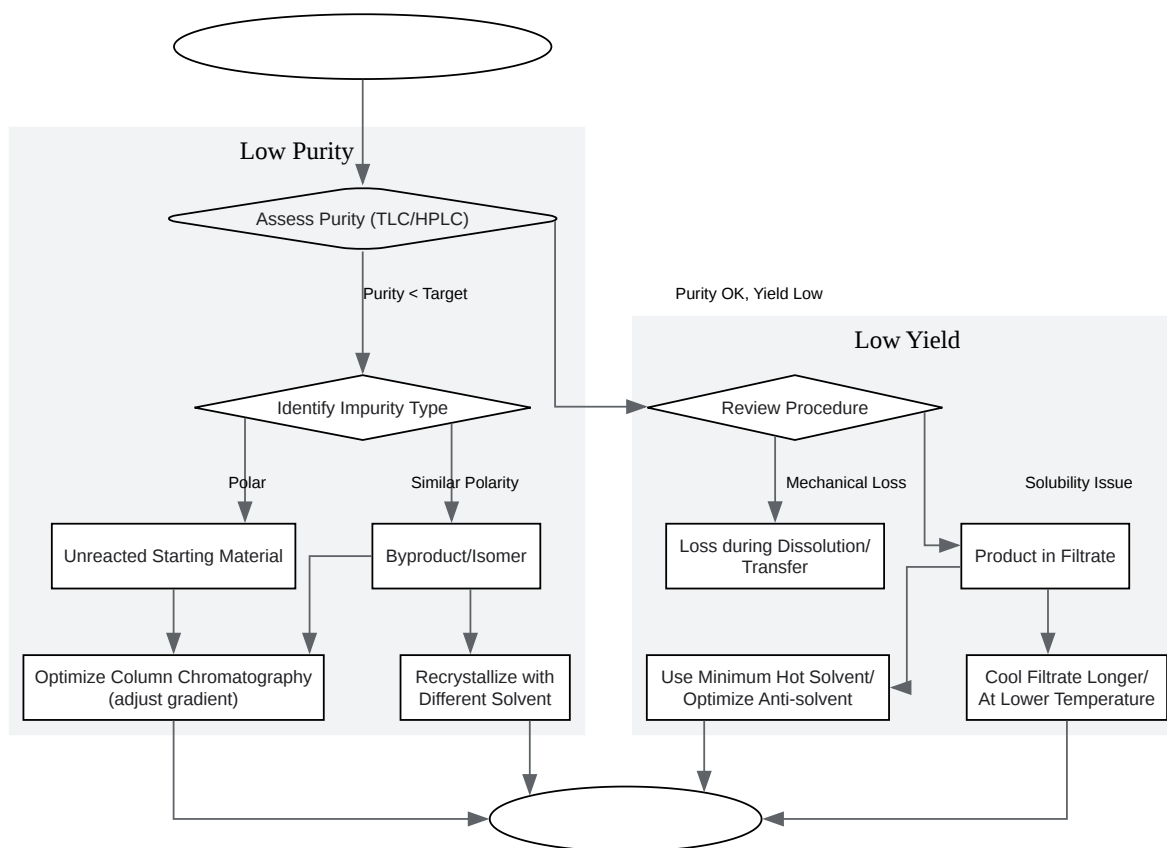 Low Purity
Assess Purity (TLC/HPLC)
Purity < Target
Purity OK, Yield Low
Low Yield
Identify Impurity Type
Review Procedure
Polar
Similar Polarity
Mechanical Loss
Solubility Issue
Unreacted Starting Material
Byproduct/Isomer
Loss during Dissolution/
Transfer
Product in Filtrate
Optimize Column Chromatography
(adjust gradient)
Recrystallize with
Different Solvent
Use Minimum Hot Solvent/
Optimize Anti-solvent
Cool Filtrate Longer/
At Lower Temperature